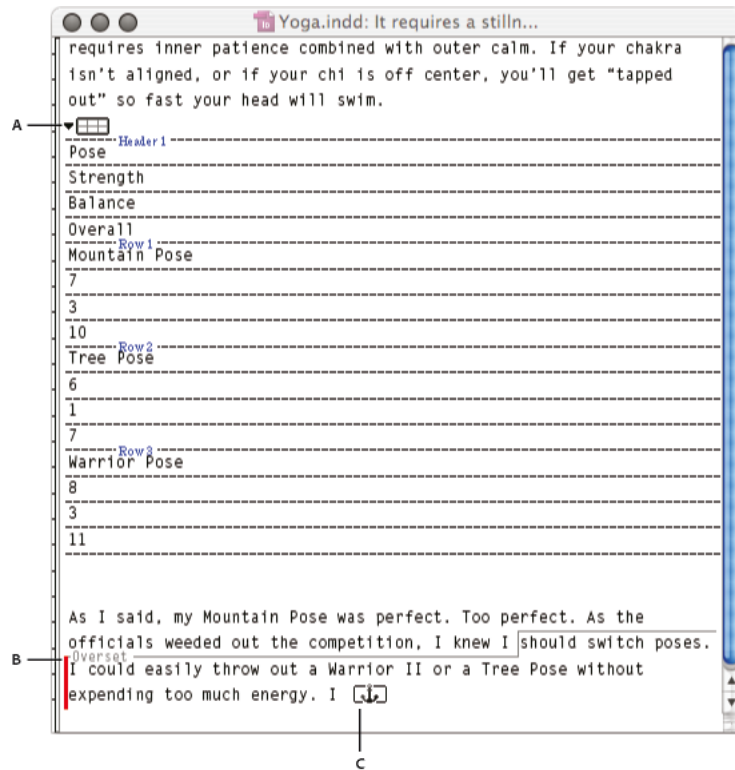 Yoga.indd: It requires a stilln...
requires inner patience combined with outer calm. If your chakra
isn't aligned, or if your chi is off center, you'll get “tapped
out” so fast your head will swim.
A
Header 1
Pose
Strength
Balance
Overall
Row 1
Mountain Pose
7
3
10
Row 2
Tree Pose
6
1
7
Row 3
Warrior Pose
8
3
11
As I said, my Mountain Pose was perfect. Too perfect. As the
officials weeded out the competition, I knew I should switch poses.
B
Overset
I could easily throw out a Warrior II or a Tree Pose without
expending too much energy. I
C